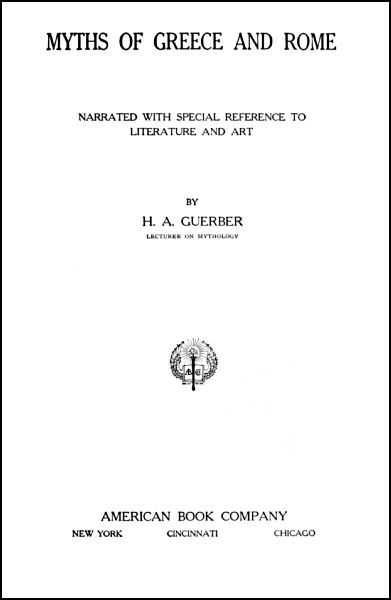 MYTHS OF GREECE AND ROME
NARRATED WITH SPECIAL REFERENCE TO
LITERATURE AND ART
BY
H. A. GUERBER
LECTURER ON MYTHOLOGY
AMERICAN BOOK COMPANY
NEW YORK CINCINNATI CHICAGO